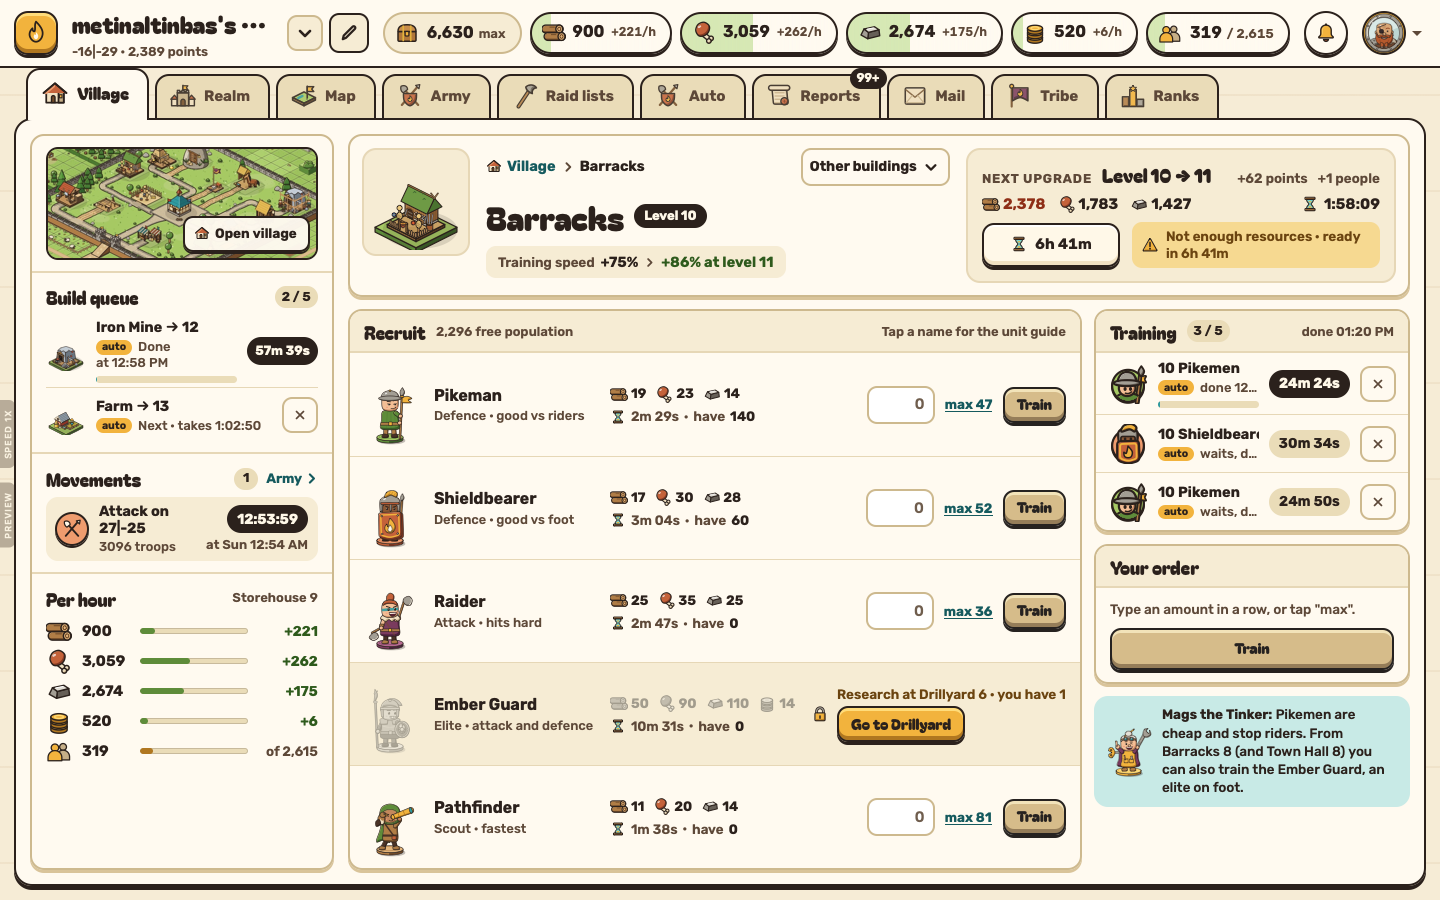 metinaltinbas's •••
-16|-29 • 2,389 points
6,630 max
900 +221/h
3,059 +262/h
2,674 +175/h
520 +6/h
319 / 2,615
Village
Realm
Map
Army
Raid lists
Auto
Reports
99+
Mail
Tribe
Ranks
SPEED 1X
PREVIEW
Open village
Build queue
2 / 5
Iron Mine → 12
auto Done
at 12:58 PM
57m 39s
Farm → 13
auto Next • takes 1:02:50
Movements
1
Army
Attack on
27|-25
3096 troops
12:53:59
at Sun 12:54 AM
Per hour
Storehouse 9
900 +221
3,059 +262
2,674 +175
520 +6
319 of 2,615
Village > Barracks
Other buildings
Barracks
Level 10
Training speed +75% > +86% at level 11
NEXT UPGRADE Level 10 → 11
+62 points +1 people
2,378 1,783 1,427 1:58:09
6h 41m
Not enough resources • ready
in 6h 41m
Recruit 2,296 free population
Tap a name for the unit guide
Pikeman
Defence • good vs riders
19 23 14
2m 29s • have 140
0
max 47
Train
Shieldbearer
Defence • good vs foot
17 30 28
3m 04s • have 60
0
max 52
Train
Raider
Attack • hits hard
25 35 25
2m 47s • have 0
0
max 36
Train
Ember Guard
Elite • attack and defence
50 90 110 14
10m 31s • have 0
Research at Drillyard 6 • you have 1
Go to Drillyard
Pathfinder
Scout • fastest
11 20 14
1m 38s • have 0
0
max 81
Train
Training 3 / 5
done 01:20 PM
10 Pikemen
auto done 12...
24m 24s
10 Shieldbear
auto waits, d...
30m 34s
10 Pikemen
auto waits, d...
24m 50s
Your order
Type an amount in a row, or tap "max".
Train
Mags the Tinker: Pikemen are
cheap and stop riders. From
Barracks 8 (and Town Hall 8) you
can also train the Ember Guard, an
elite on foot.